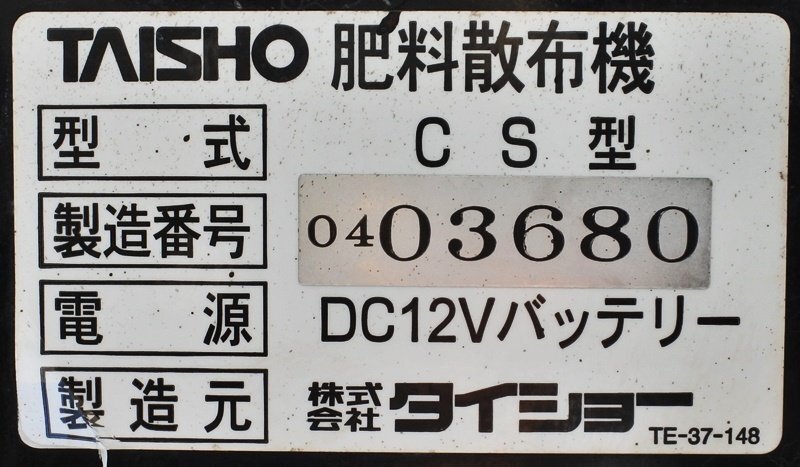 TAISHO 肥料散布機
型式 CS型
製造番号 0403680
電源 DC12Vバッテリー
製造元 株式会社タイショー
TE-37-148